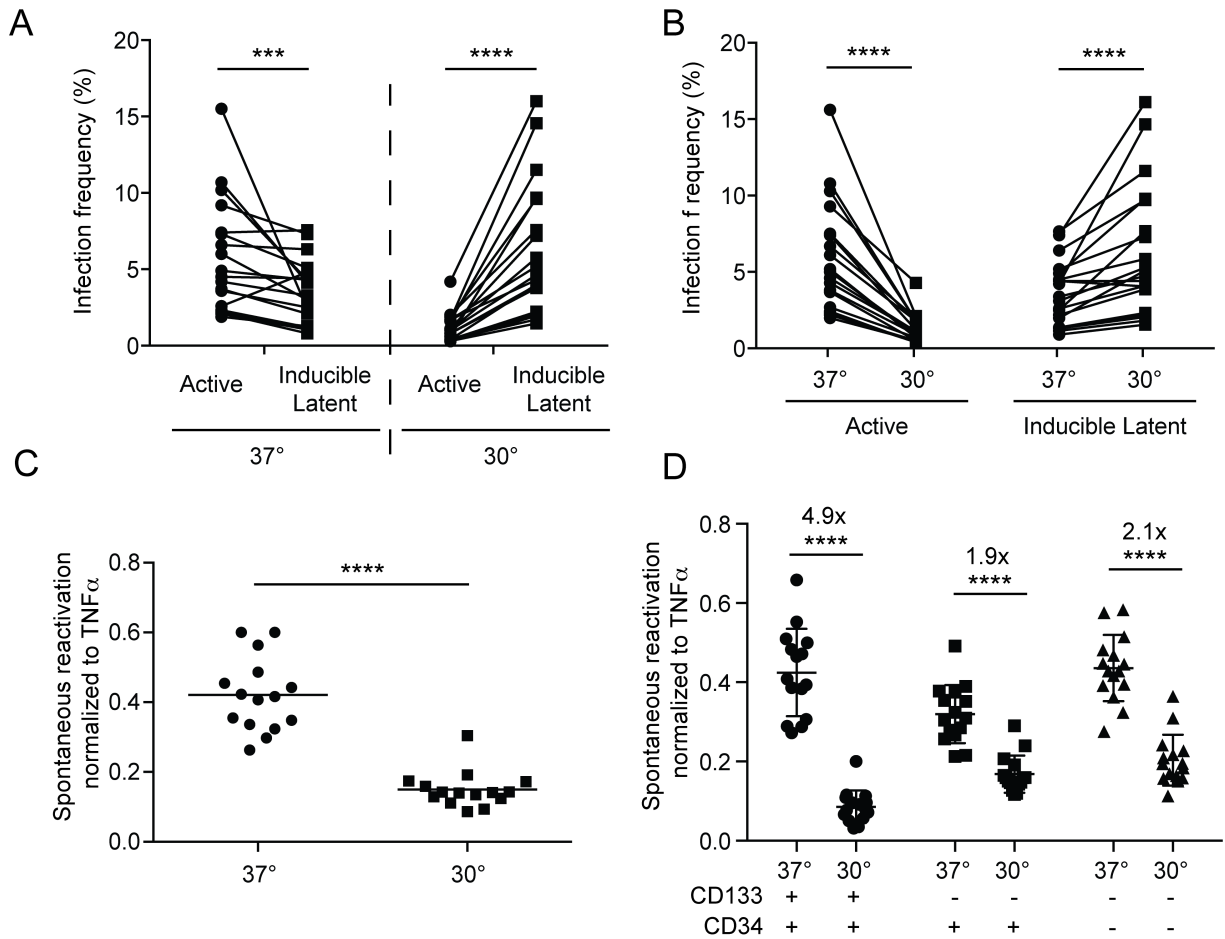 A
Infection frequency (%)
20
15
10
5
0
***
****
Active
Inducible
Latent
Active
Inducible
Latent
37°
30°
B
Infection f requency (%)
20
15
10
5
0
****
****
37°
30°
37°
30°
Active
Inducible Latent
C
Spontaneous reactivation
normalized to TNFα
0.8
0.6
0.4
0.2
0.0
****
37°
30°
D
Spontaneous reactivation
normalized to TNFα
0.8
0.6
0.4
0.2
0.0
4.9x
****
1.9x
****
2.1x
****
37° 30° 37° 30° 37° 30°
CD133 + + - - - -
CD34 + + + + - -